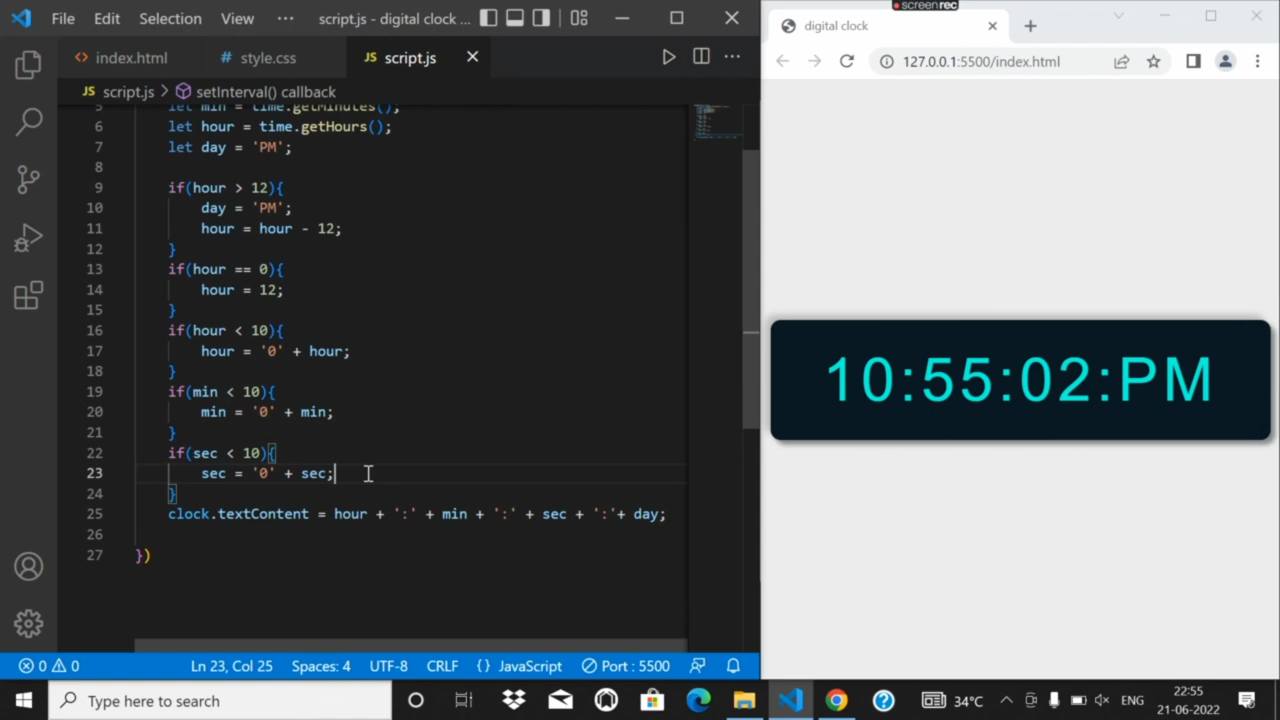 File Edit Selection View ··· script.js - digital clock ...
screenrec
digital clock
index.html
# style.css
JS script.js
127.0.0.1:5500/index.html
JS script.js > setInterval() callback
5 let min = time.getMinutes();
6 let hour = time.getHours();
7 let day = 'PM';
8
9 if(hour > 12){
10 day = 'PM';
11 hour = hour - 12;
12 }
13 if(hour == 0){
14 hour = 12;
15 }
16 if(hour < 10){
17 hour = '0' + hour;
18 }
19 if(min < 10){
20 min = '0' + min;
21 }
22 if(sec < 10){
23 sec = '0' + sec;
24 }
25 clock.textContent = hour + ':' + min + ':' + sec + ':'+ day;
26
27 })
10:55:02:PM
0 0 Ln 23, Col 25 Spaces: 4 UTF-8 CRLF {} JavaScript Port : 5500
Type here to search
34°C
ENG
22:55
21-06-2022